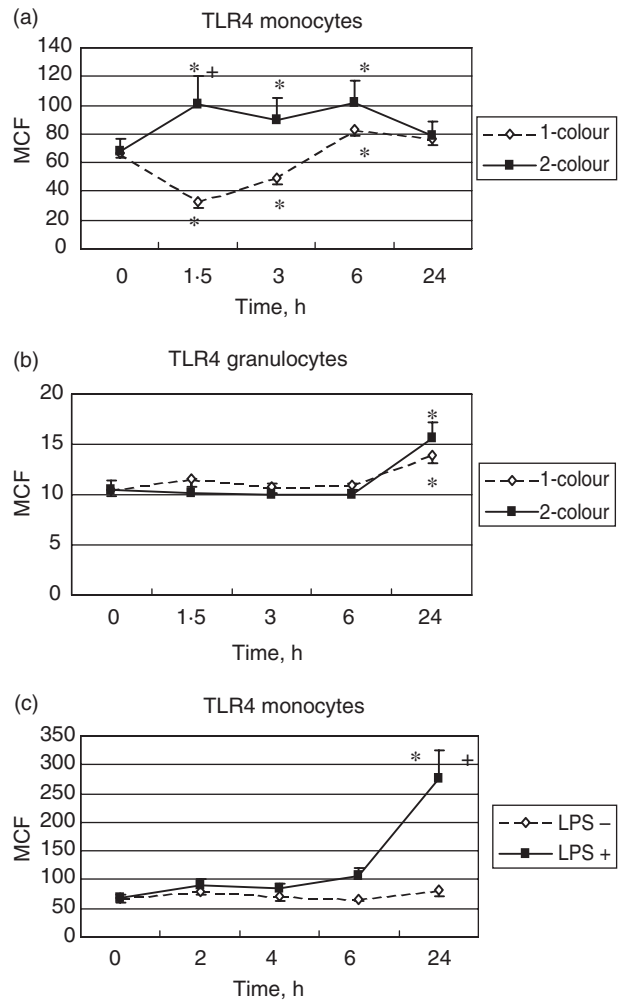 (a)
TLR4 monocytes
MCF
140
120
100
80
60
40
20
0
* + * *
* * *
0 1·5 3 6 24
Time, h
1-colour
2-colour
(b)
TLR4 granulocytes
MCF
20
15
10
5
0
*
*
0 1·5 3 6 24
Time, h
1-colour
2-colour
(c)
TLR4 monocytes
MCF
350
300
250
200
150
100
50
0
* +
0 2 4 6 24
Time, h
LPS –
LPS +